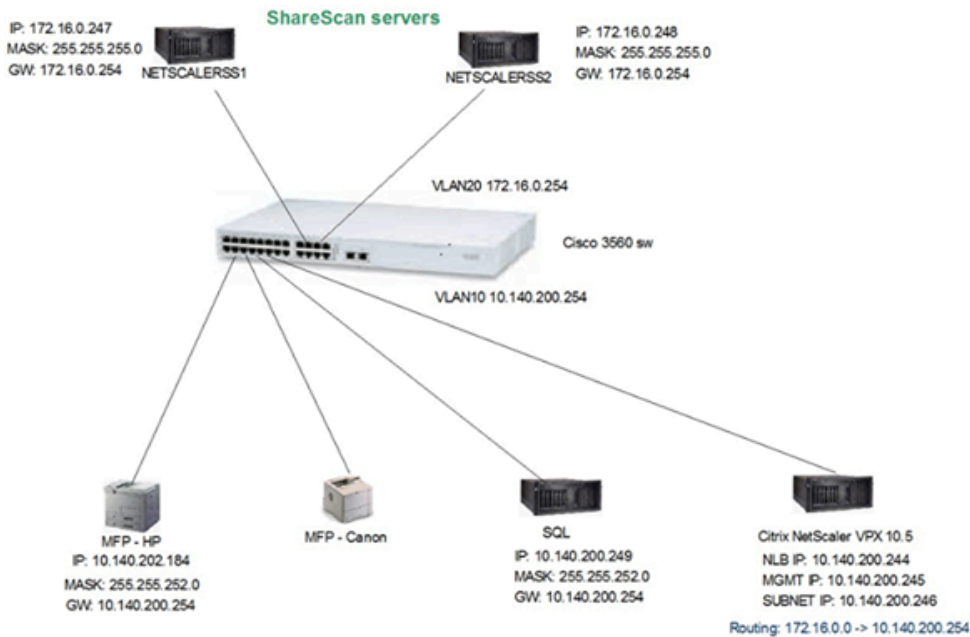 ShareScan servers
IP: 172.16.0.247
MASK: 255.255.255.0
GW: 172.16.0.254
NETSCALERSS1
IP: 172.16.0.248
MASK: 255.255.255.0
GW: 172.16.0.254
NETSCALERSS2
VLAN20 172.16.0.254
Cisco 3560 sw
VLAN10 10.140.200.254
MFP - HP
IP: 10.140.202.184
MASK: 255.255.252.0
GW: 10.140.200.254
MFP - Canon
SQL
IP: 10.140.200.249
MASK: 255.255.252.0
GW: 10.140.200.254
Citrix NetScaler VPX 10.5
NLB IP: 10.140.200.244
MGMT IP: 10.140.200.245
SUBNET IP: 10.140.200.246
Routing: 172.16.0.0 -> 10.140.200.254